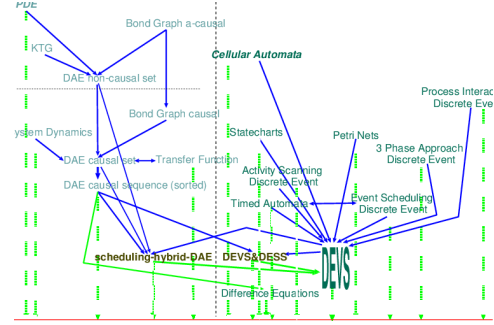 PDE
Bond Graph a-causal
KTG
Cellular Automata
DAE non-causal set
Process Interac
Discrete Eve
Bond Graph causal
ystem Dynamics
Statecharts
Petri Nets
3 Phase Approach
Discrete Event
DAE causal set
Transfer Function
Activity Scanning
Discrete Event
DAE causal sequence (sorted)
Timed Automata
Event Scheduling
Discrete Event
scheduling-hybrid-DAE
DEVS&DESS
DEVS
Difference Equations